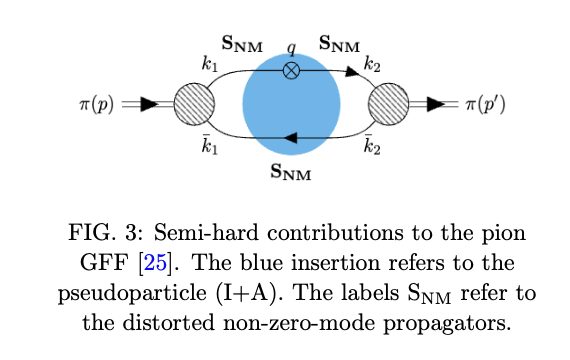 S_NM q S_NM
k_1 k_2
π(p) π(p′)
k̄_1 k̄_2
S_NM
FIG. 3: Semi-hard contributions to the pion
GFF [25]. The blue insertion refers to the
pseudoparticle (I+A). The labels S_NM refer to
the distorted non-zero-mode propagators.